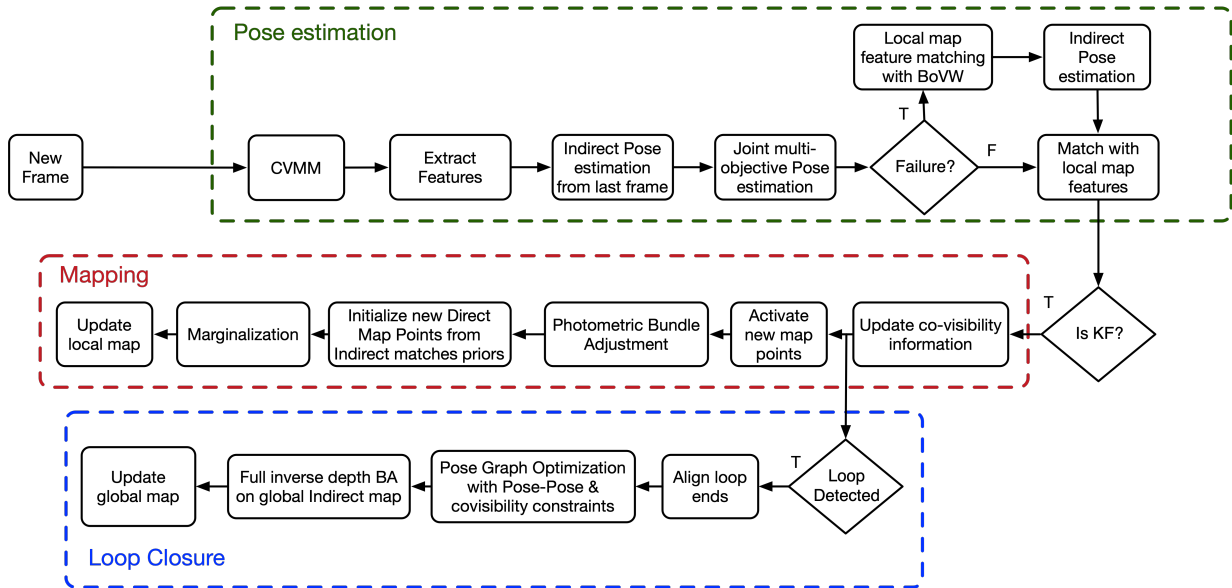 Pose estimation
Local map
feature matching
with BoVW
Indirect
Pose
estimation
T
New
Frame
CVMM
Extract
Features
Indirect Pose
estimation
from last frame
Joint multi-
objective Pose
estimation
Failure?
F
Match with
local map
features
Mapping
T
Is KF?
Update co-visibility
information
Activate
new map
points
Photometric Bundle
Adjustment
Initialize new Direct
Map Points from
Indirect matches priors
Marginalization
Update
local map
T
Loop
Detected
Align loop
ends
Pose Graph Optimization
with Pose-Pose &
covisibility constraints
Full inverse depth BA
on global Indirect map
Update
global map
Loop Closure